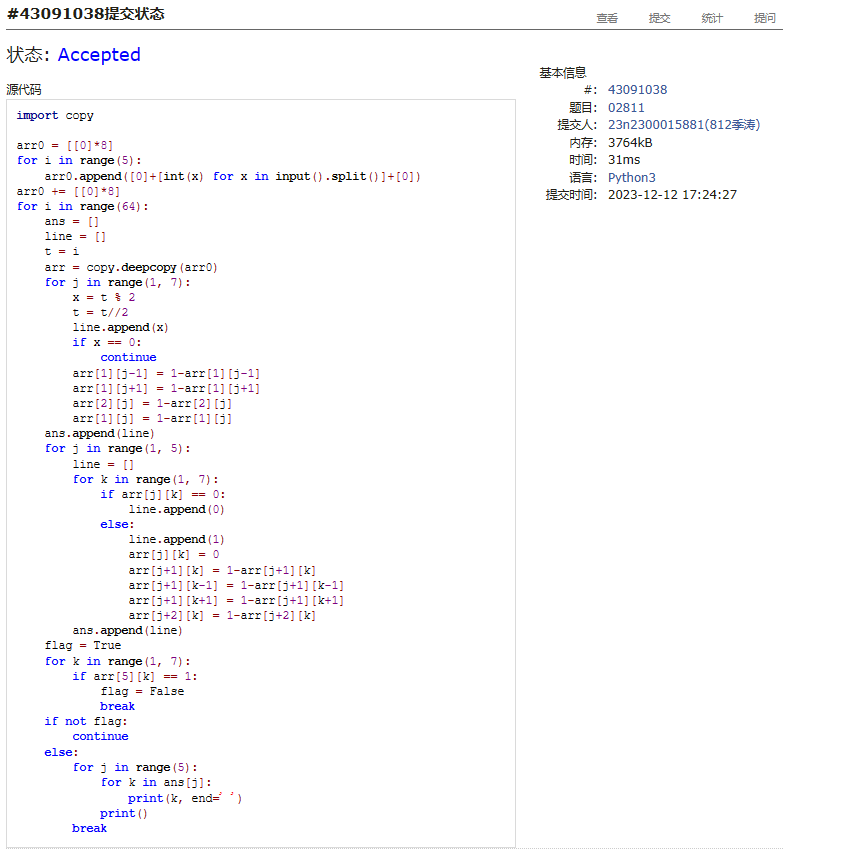 #43091038提交状态
查看 提交 统计 提问
状态: Accepted
源代码
import copy

arr0 = [[0]*8]
for i in range(5):
    arr0.append([0]+[int(x) for x in input().split()]+[0])
arr0 += [[0]*8]
for i in range(64):
    ans = []
    line = []
    t = i
    arr = copy.deepcopy(arr0)
    for j in range(1, 7):
        x = t % 2
        t = t//2
        line.append(x)
        if x == 0:
            continue
        arr[1][j-1] = 1-arr[1][j-1]
        arr[1][j+1] = 1-arr[1][j+1]
        arr[2][j] = 1-arr[2][j]
        arr[1][j] = 1-arr[1][j]
    ans.append(line)
    for j in range(1, 5):
        line = []
        for k in range(1, 7):
            if arr[j][k] == 0:
                line.append(0)
            else:
                line.append(1)
                arr[j][k] = 0
                arr[j+1][k] = 1-arr[j+1][k]
                arr[j+1][k-1] = 1-arr[j+1][k-1]
                arr[j+1][k+1] = 1-arr[j+1][k+1]
                arr[j+2][k] = 1-arr[j+2][k]
        ans.append(line)
    flag = True
    for k in range(1, 7):
        if arr[5][k] == 1:
            flag = False
            break
    if not flag:
        continue
    else:
        for j in range(5):
            for k in ans[j]:
                print(k, end=' ')
            print()
        break
基本信息
#: 43091038
题目: 02811
提交人: 23n2300015881(812季涛)
内存: 3764kB
时间: 31ms
语言: Python3
提交时间: 2023-12-12 17:24:27